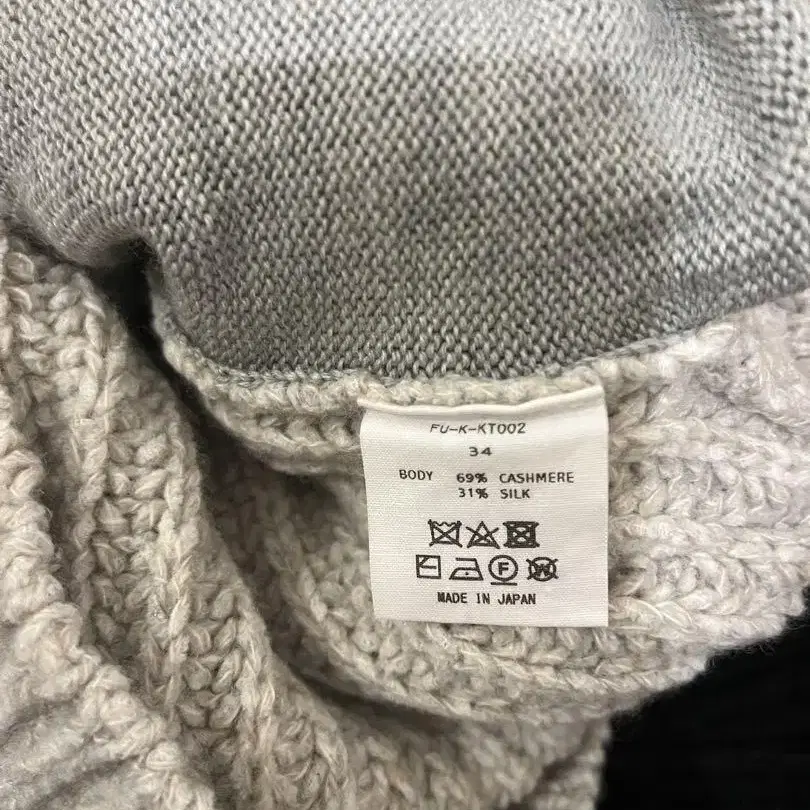 FU-K-KT002
34
BODY 69% CASHMERE
31% SILK
F W
MADE IN JAPAN